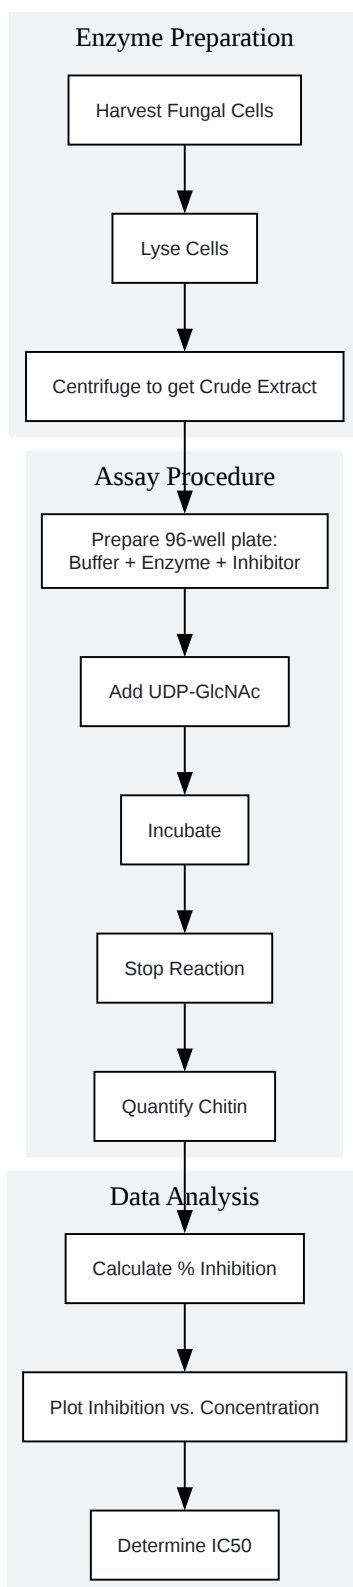 Enzyme Preparation
Harvest Fungal Cells
Lyse Cells
Centrifuge to get Crude Extract
Assay Procedure
Prepare 96-well plate:
Buffer + Enzyme + Inhibitor
Add UDP-GlcNAc
Incubate
Stop Reaction
Quantify Chitin
Data Analysis
Calculate % Inhibition
Plot Inhibition vs. Concentration
Determine IC50